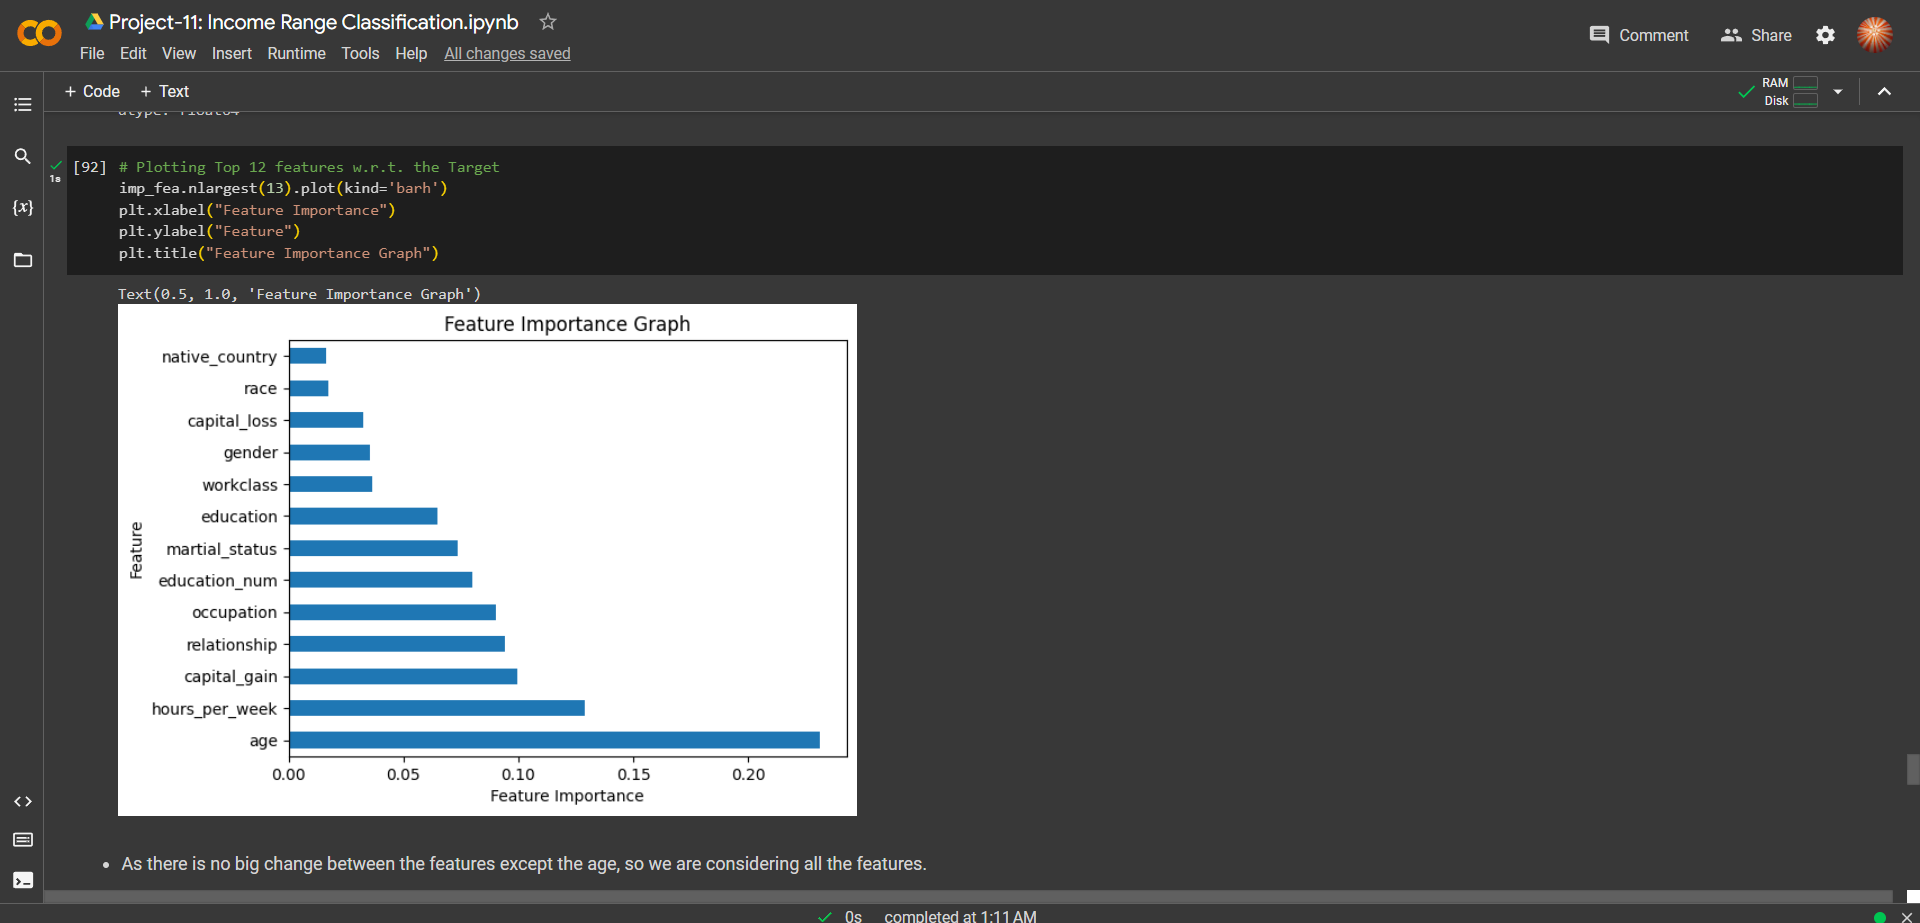 Project-11: Income Range Classification.ipynb
File Edit View Insert Runtime Tools Help All changes saved
Comment Share
+ Code + Text
RAM
Disk
[92] # Plotting Top 12 features w.r.t. the Target
1s
imp_fea.nlargest(13).plot(kind='barh')
{x}
plt.xlabel("Feature Importance")
plt.ylabel("Feature")
plt.title("Feature Importance Graph")
Text(0.5, 1.0, 'Feature Importance Graph')
Feature Importance Graph
native_country
race
capital_loss
gender
workclass
education
martial_status
education_num
occupation
relationship
capital_gain
hours_per_week
age
Feature
0.00 0.05 0.10 0.15 0.20
Feature Importance
• As there is no big change between the features except the age, so we are considering all the features.
0s completed at 1:11 AM